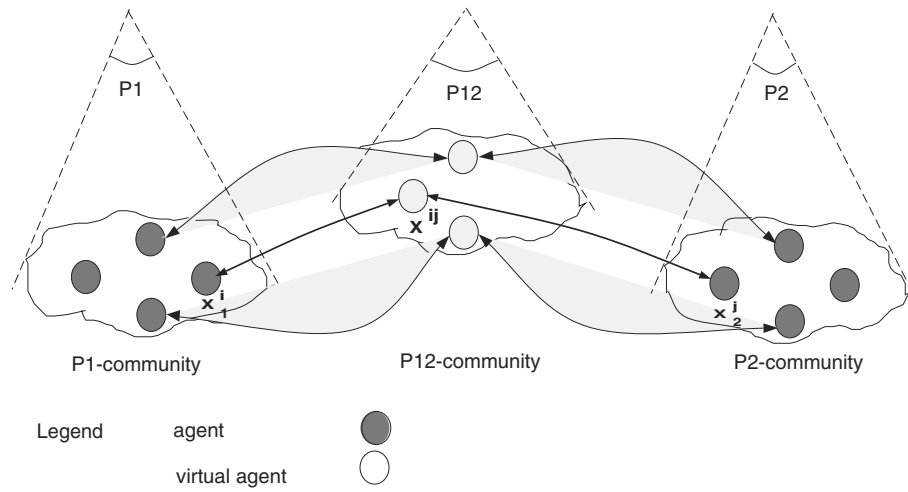 P1
P12
P2
x ij
x i 1
x j 2
P1-community
P12-community
P2-community
Legend
agent
virtual agent